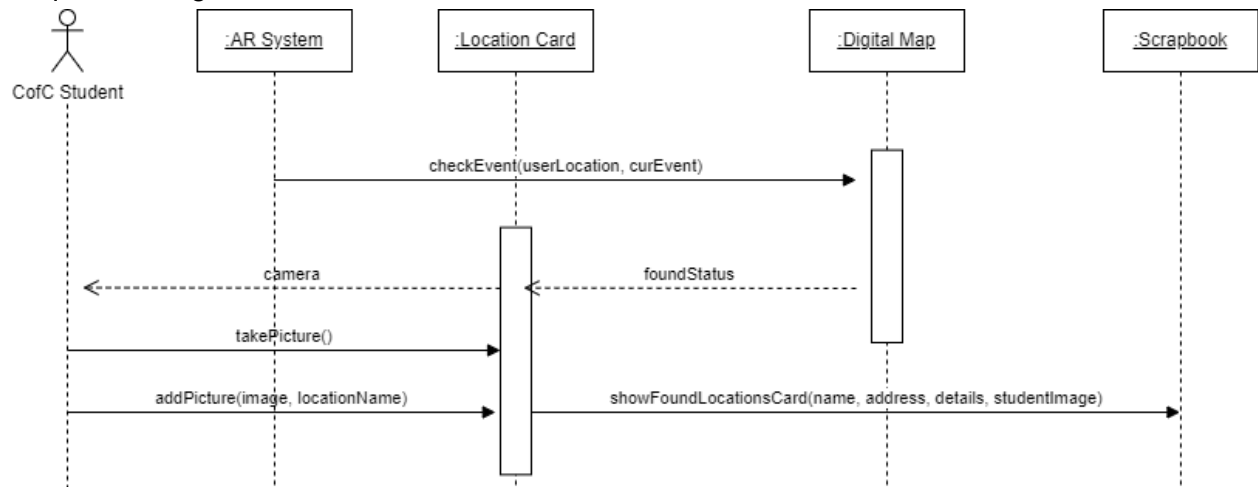 :AR System
:Location Card
:Digital Map
:Scrapbook
CofC Student
checkEvent(userLocation, curEvent)
camera
foundStatus
takePicture()
addPicture(image, locationName)
showFoundLocationsCard(name, address, details, studentImage)